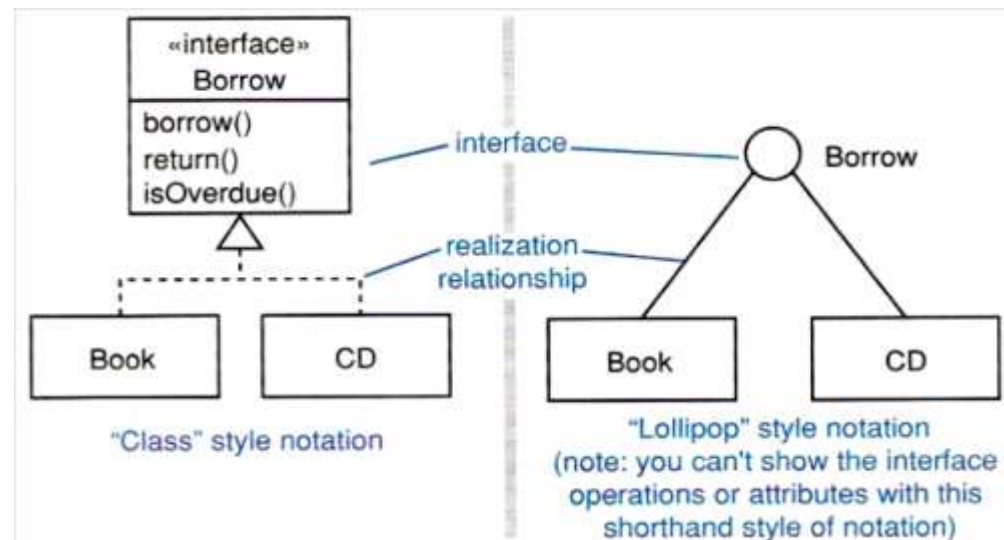 «interface»
Borrow
borrow()
return()
isOverdue()
Book
CD
"Class" style notation
interface
realization
relationship
Borrow
Book
CD
"Lollipop" style notation
(note: you can't show the interface
operations or attributes with this
shorthand style of notation)